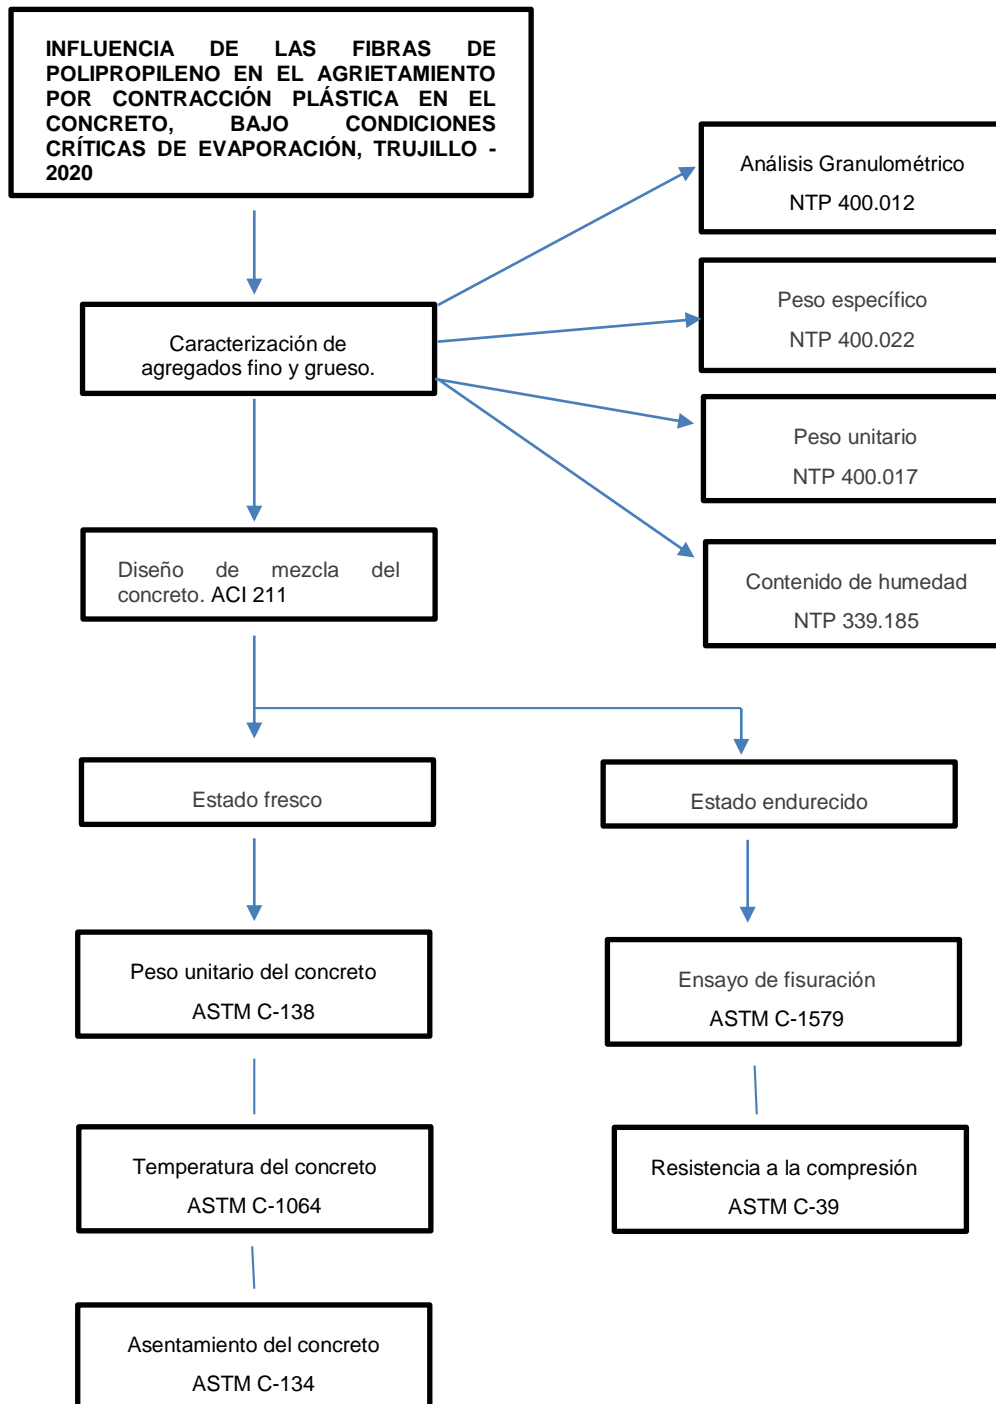 INFLUENCIA DE LAS FIBRAS DE
POLIPROPILENO EN EL AGRIETAMIENTO
POR CONTRACCIÓN PLÁSTICA EN EL
CONCRETO, BAJO CONDICIONES
CRÍTICAS DE EVAPORACIÓN, TRUJILLO -
2020
Análisis Granulométrico
NTP 400.012
Peso específico
NTP 400.022
Caracterización de
agregados fino y grueso.
Peso unitario
NTP 400.017
Contenido de humedad
NTP 339.185
Diseño de mezcla del
concreto. ACI 211
Estado fresco
Estado endurecido
Peso unitario del concreto
ASTM C-138
Ensayo de fisuración
ASTM C-1579
Temperatura del concreto
ASTM C-1064
Resistencia a la compresión
ASTM C-39
Asentamiento del concreto
ASTM C-134